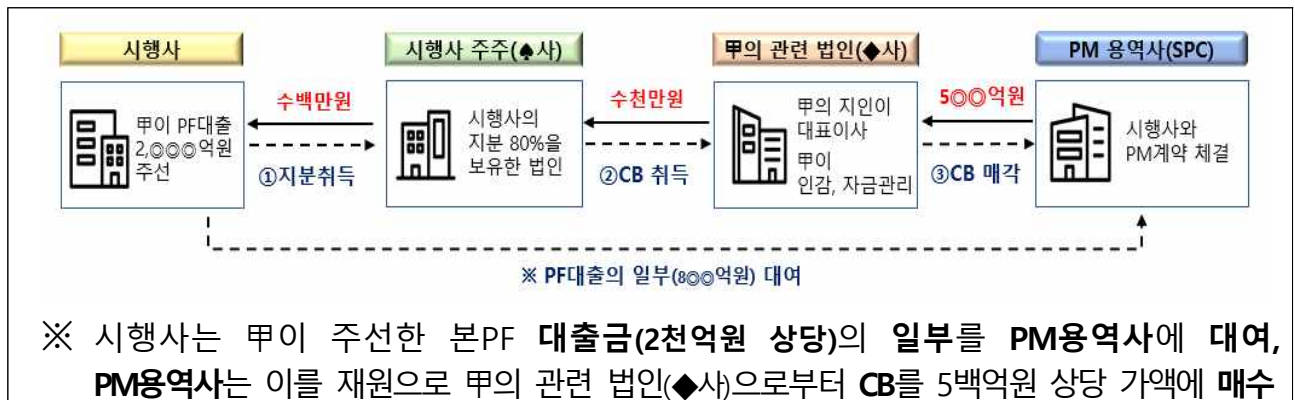 시행사 시행사 주주(♠사) 甲의 관련 법인(◆사) PM 용역사(SPC)
수백만원 수천만원 5◎◎억원
甲이 PF대출
2,◎◎◎억원
주선
시행사의
지분 80%을
보유한 법인
甲의 지인이
대표이사
甲이
인감, 자금관리
시행사와
PM계약 체결
①지분취득 ②CB 취득 ③CB 매각
※ PF대출의 일부(8◎◎억원) 대여
※ 시행사는 甲이 주선한 본PF 대출금(2천억원 상당)의 일부를 PM용역사에 대여,
PM용역사는 이를 재원으로 甲의 관련 법인(◆사)으로부터 CB를 5백억원 상당 가액에 매수